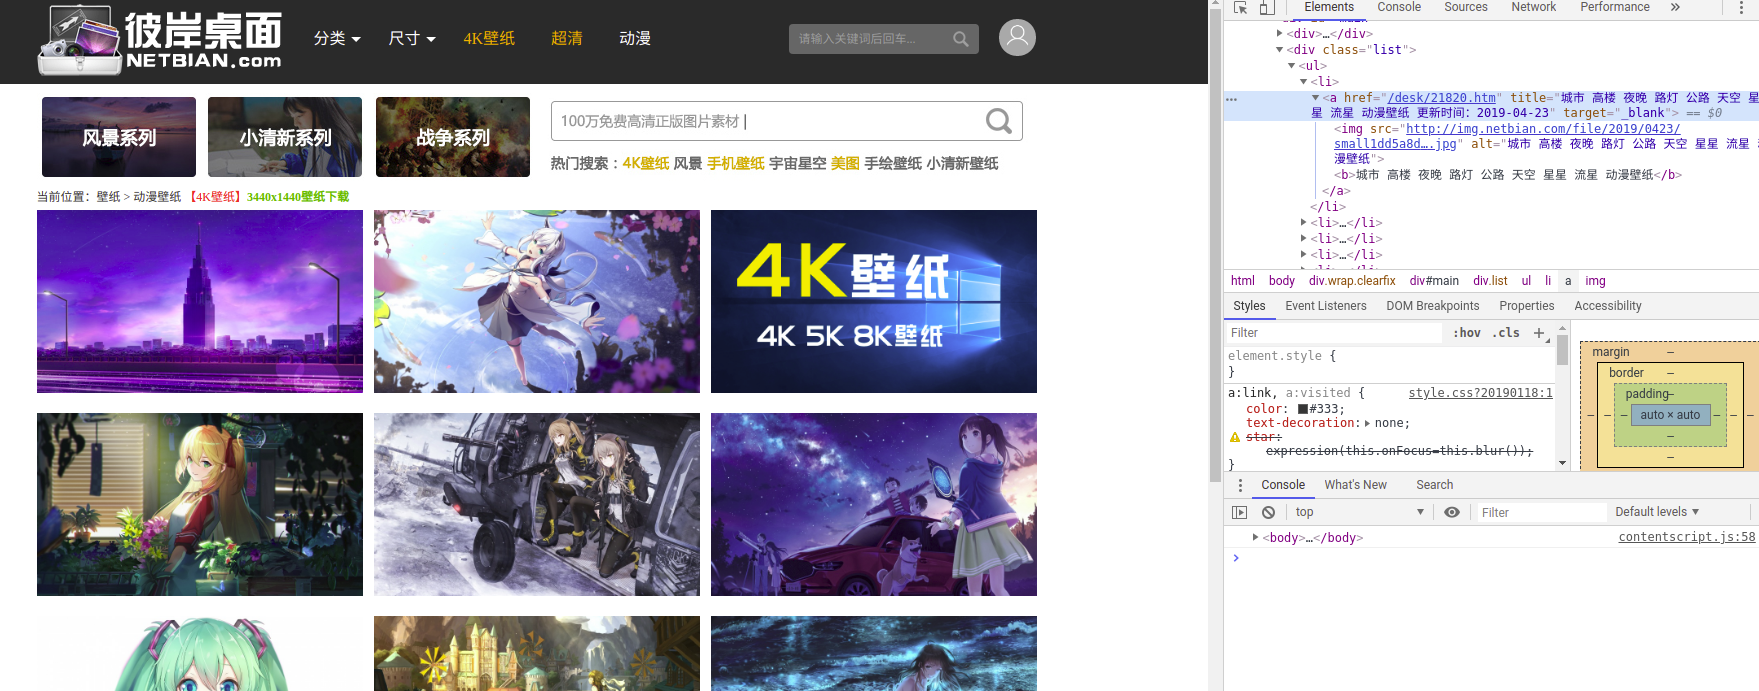 彼岸桌面
NETBIAN.com
分类 尺寸 4K壁纸 超清 动漫
请输入关键词后回车...
风景系列
小清新系列
战争系列
100万免费高清正版图片素材 |
热门搜索：4K壁纸 风景 手机壁纸 宇宙星空 美图 手绘壁纸 小清新壁纸
当前位置：壁纸 > 动漫壁纸 【4K壁纸】3440x1440壁纸下载
4K壁纸
4K 5K 8K壁纸
Elements Console Sources Network Performance »
<div>…</div>
<div class="list">
<ul>
<li>
<a href="/desk/21820.htm" title="城市 高楼 夜晚 路灯 公路 天空 星
星 流星 动漫壁纸 更新时间：2019-04-23" target="_blank"> == $0
<img src="http://img.netbian.com/file/2019/0423/
small1dd5a8d….jpg" alt="城市 高楼 夜晚 路灯 公路 天空 星星 流星
漫壁纸">
<b>城市 高楼 夜晚 路灯 公路 天空 星星 流星 动漫壁纸</b>
</a>
</li>
<li>…</li>
<li>…</li>
<li>…</li>
html body div.wrap.clearfix div#main div.list ul li a img
Styles Event Listeners DOM Breakpoints Properties Accessibility
Filter :hov .cls +
element.style {
}
a:link, a:visited { style.css?20190118:1
color: #333;
text-decoration: none;
star:
expression(this.onFocus=this.blur());
}
margin –
border –
padding –
– – – auto × auto – – –
–
–
Console What's New Search
top Filter Default levels
<body>…</body> contentscript.js:58